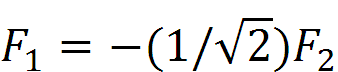 F₁ = −(1/√2)F₂